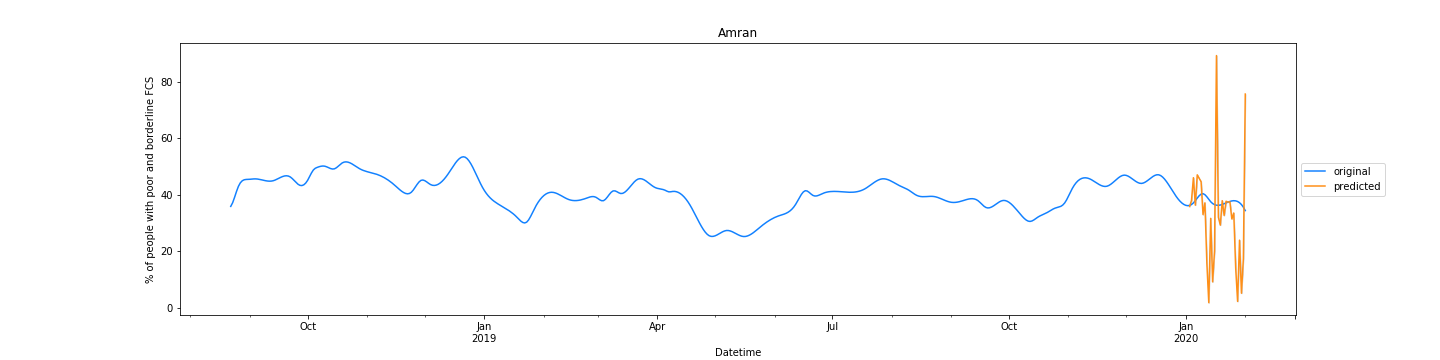 Amran
% of people with poor and borderline FCS
80
60
40
20
0
Oct
Jan
2019
Apr
Jul
Oct
Jan
2020
Datetime
original
predicted